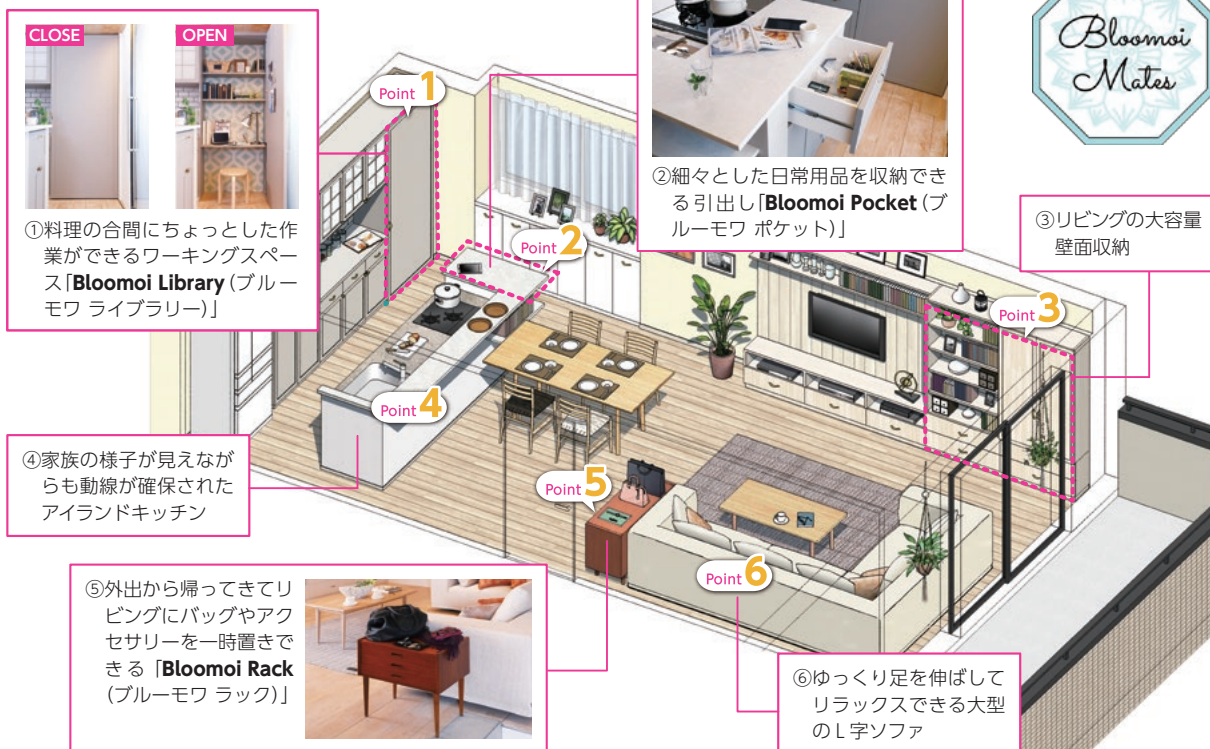 CLOSE
OPEN
①料理の合間にちょっとした作
業ができるワーキングスペー
ス「Bloomoi Library(ブルー
モワ ライブラリー)」
②細々とした日常用品を収納でき
る引出し「Bloomoi Pocket(ブ
ルーモワ ポケット)」
Bloomoi
Mates
③リビングの大容量
壁面収納
Point 1
Point 2
Point 3
Point 4
Point 5
Point 6
④家族の様子が見えなが
らも動線が確保された
アイランドキッチン
⑤外出から帰ってきてリ
ビングにバッグやアク
セサリーを一時置きで
きる「Bloomoi Rack
(ブルーモワ ラック)」
⑥ゆっくり足を伸ばして
リラックスできる大型
のL字ソファ